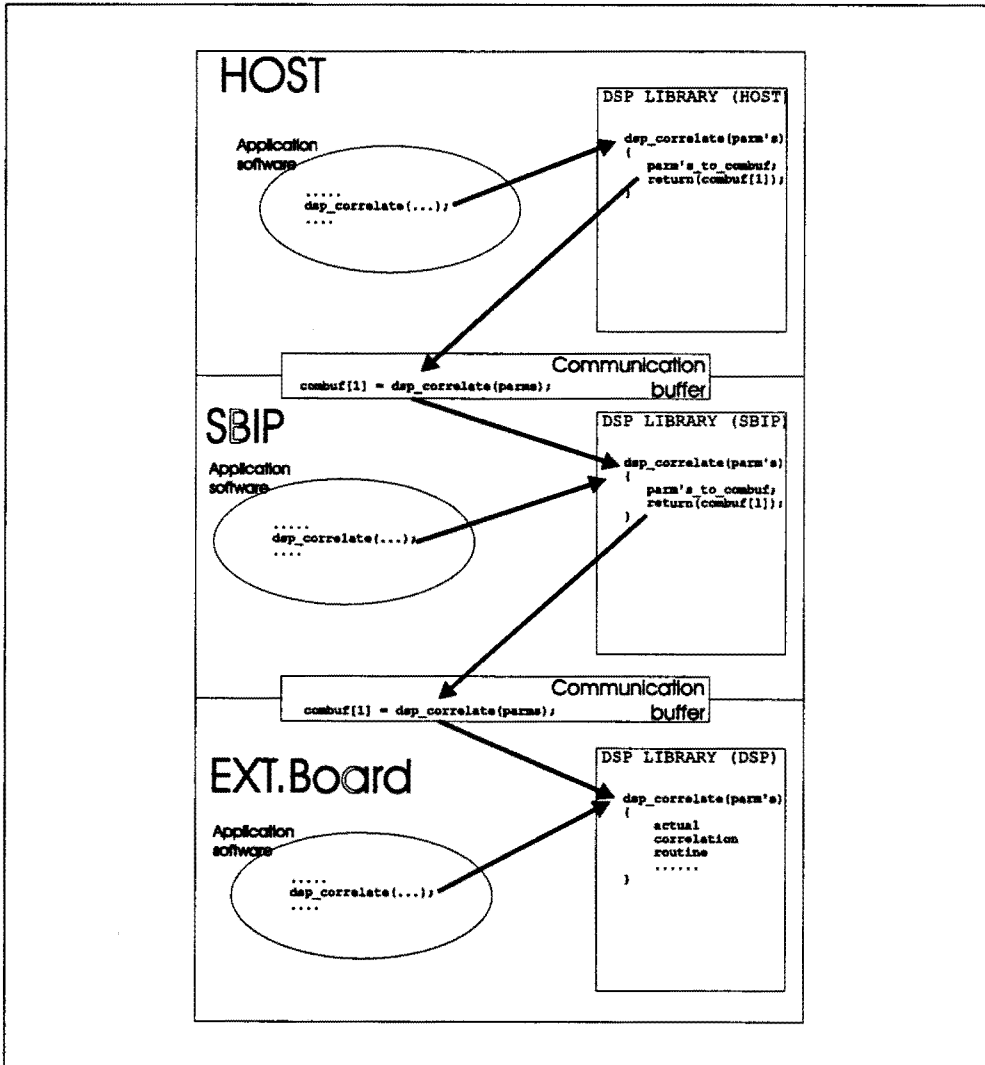 HOST
DSP LIBRARY (HOST)
Application
software
dsp_correlate(parm's)
{
parm's_to_combuf;
return(combuf[1]);
}
.....
dsp_correlate(...);
....
Communication
buffer
combuf[1] = dsp_correlate(parms);
SBIP
DSP LIBRARY (SBIP)
Application
software
dsp_correlate(parm's)
{
parm's_to_combuf;
return(combuf[1]);
}
.....
dsp_correlate(...);
....
Communication
buffer
combuf[1] = dsp_correlate(parms);
EXT.Board
DSP LIBRARY (DSP)
Application
software
dsp_correlate(parm's)
{
actual
correlation
routine
......
}
.....
dsp_correlate(...);
....